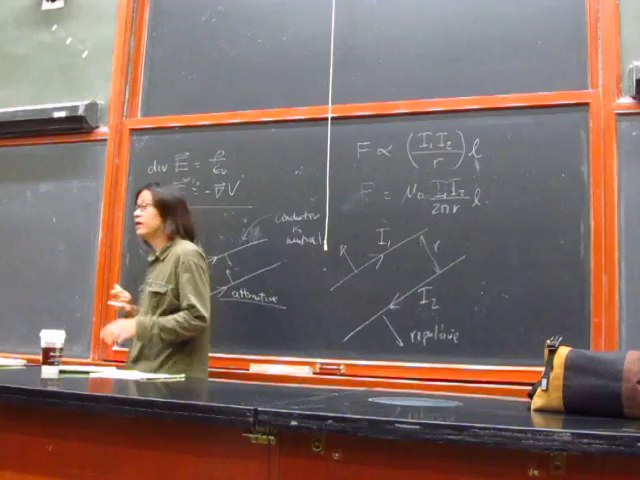 div E⃗ = ρ/ε₀
E⃗ = -∇⃗V
conductor
is
neutral
attractive
F ∝ (I₁I₂/r) ℓ
F = μ₀ I₁I₂/2πr ℓ
I₁
r
I₂
repulsive